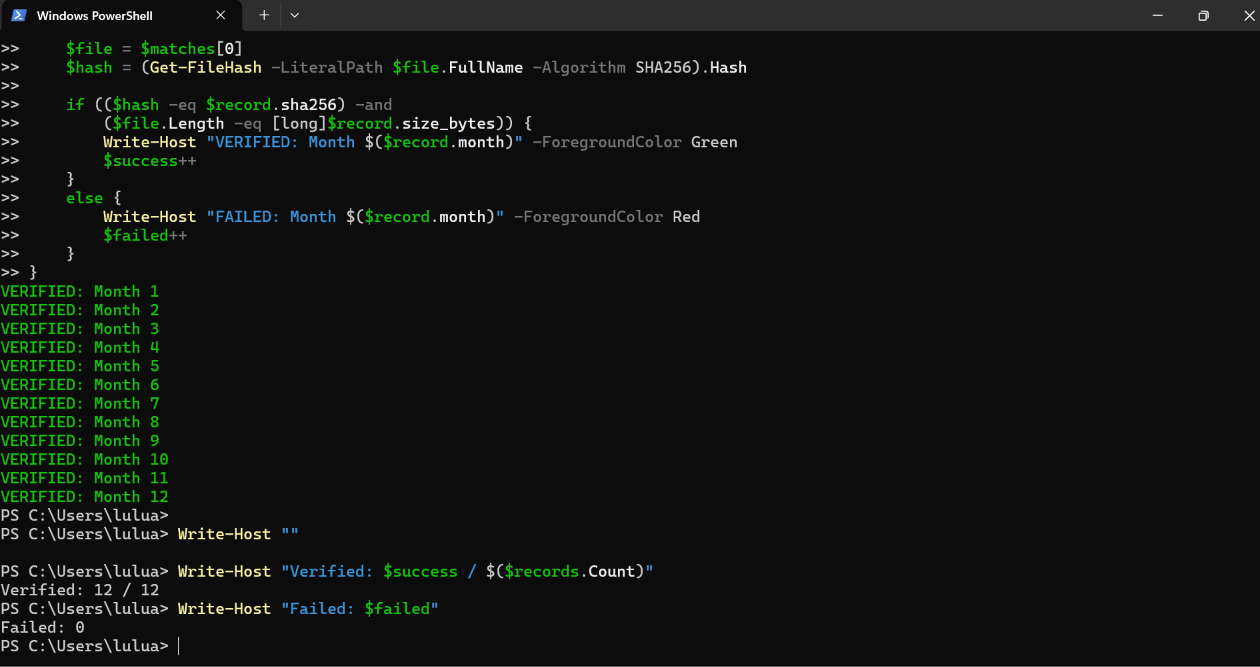 Windows PowerShell
>>     $file = $matches[0]
>>     $hash = (Get-FileHash -LiteralPath $file.FullName -Algorithm SHA256).Hash
>>
>>     if (($hash -eq $record.sha256) -and
>>         ($file.Length -eq [long]$record.size_bytes)) {
>>         Write-Host "VERIFIED: Month $($record.month)" -ForegroundColor Green
>>         $success++
>>     }
>>     else {
>>         Write-Host "FAILED: Month $($record.month)" -ForegroundColor Red
>>         $failed++
>>     }
>> }
VERIFIED: Month 1
VERIFIED: Month 2
VERIFIED: Month 3
VERIFIED: Month 4
VERIFIED: Month 5
VERIFIED: Month 6
VERIFIED: Month 7
VERIFIED: Month 8
VERIFIED: Month 9
VERIFIED: Month 10
VERIFIED: Month 11
VERIFIED: Month 12
PS C:\Users\lulua>
PS C:\Users\lulua> Write-Host ""
PS C:\Users\lulua> Write-Host "Verified: $success / $($records.Count)"
Verified: 12 / 12
PS C:\Users\lulua> Write-Host "Failed: $failed"
Failed: 0
PS C:\Users\lulua>